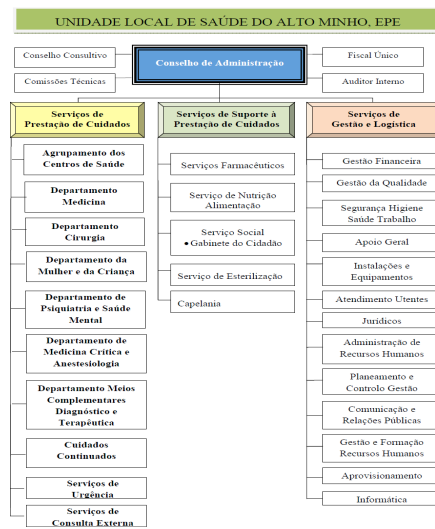 UNIDADE LOCAL DE SAÚDE DO ALTO MINHO, EPE
Conselho Consultivo
Conselho de Administração
Fiscal Único
Comissões Técnicas
Auditor Interno
Serviços de
Prestação de Cuidados
Agrupamento dos
Centros de Saúde
Departamento
Medicina
Departamento
Cirurgia
Departamento da
Mulher e da Criança
Departamento de
Psiquiatria e Saúde
Mental
Departamento de
Medicina Crítica e
Anestesiologia
Departamento Meios
Complementares
Diagnóstico e
Terapêutica
Cuidados
Continuados
Serviços de
Urgência
Serviços de
Consulta Externa
Serviços de Suporte à
Prestação de Cuidados
Serviços Farmacêuticos
Serviço de Nutrição
Alimentação
Serviço Social
•Gabinete do Cidadão
Serviço de Esterilização
Capelania
Serviços de
Gestão e Logística
Gestão Financeira
Gestão da Qualidade
Segurança Higiene
Saúde Trabalho
Apoio Geral
Instalações e
Equipamentos
Atendimento Utentes
Jurídicos
Administração de
Recursos Humanos
Planeamento e
Controlo Gestão
Comunicação e
Relações Públicas
Gestão e Formação
Recursos Humanos
Aprovisionamento
Informática